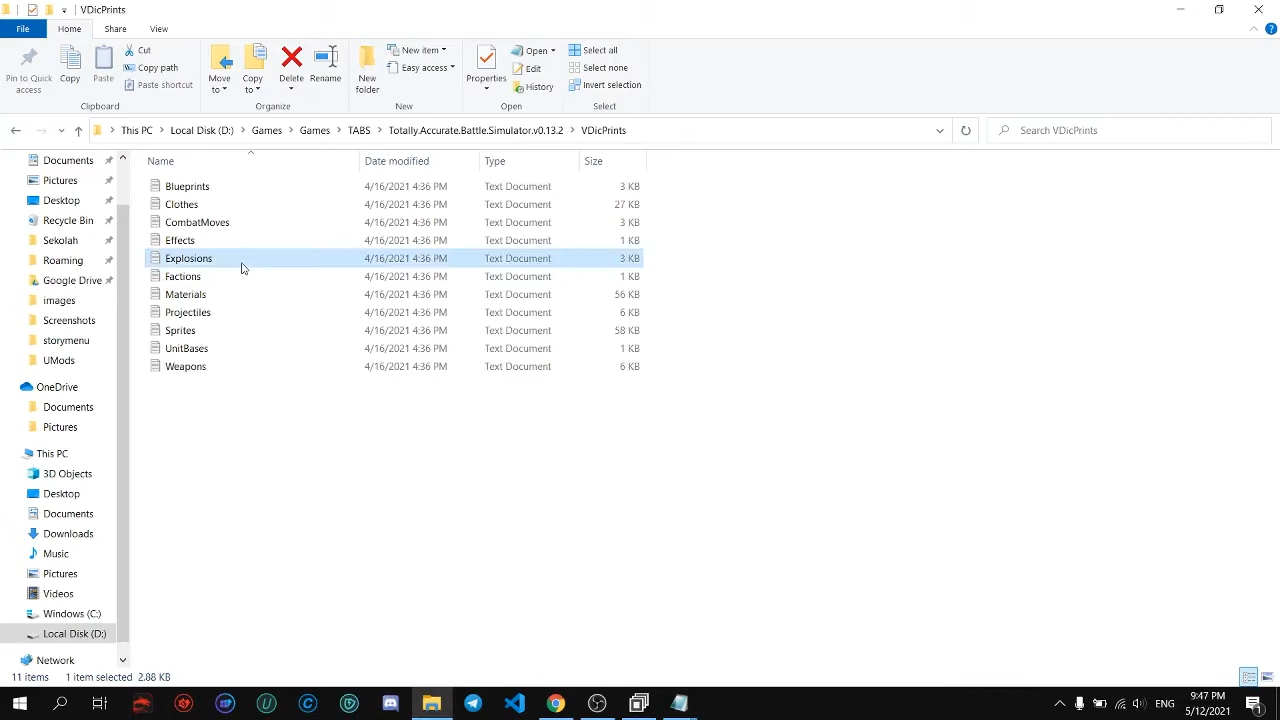 VDicPrints
File Home Share View
Pin to Quick access
Copy
Paste
Cut
Copy path
Paste shortcut
Clipboard
Move to
Copy to
Delete
Rename
Organize
New folder
New item
Easy access
New
Properties
Open
Edit
History
Open
Select all
Select none
Invert selection
Select
This PC Local Disk (D:) Games Games TABS Totally.Accurate.Battle.Simulator.v0.13.2 VDicPrints
Search VDicPrints
Documents
Pictures
Desktop
Recycle Bin
Sekolah
Roaming
Google Drive
images
Screenshots
storymenu
UMods
OneDrive
Documents
Pictures
This PC
3D Objects
Desktop
Documents
Downloads
Music
Pictures
Videos
Windows (C:)
Local Disk (D:)
Network
Name Date modified Type Size
Blueprints 4/16/2021 4:36 PM Text Document 3 KB
Clothes 4/16/2021 4:36 PM Text Document 27 KB
CombatMoves 4/16/2021 4:36 PM Text Document 3 KB
Effects 4/16/2021 4:36 PM Text Document 1 KB
Explosions 4/16/2021 4:36 PM Text Document 3 KB
Factions 4/16/2021 4:36 PM Text Document 1 KB
Materials 4/16/2021 4:36 PM Text Document 56 KB
Projectiles 4/16/2021 4:36 PM Text Document 6 KB
Sprites 4/16/2021 4:36 PM Text Document 58 KB
UnitBases 4/16/2021 4:36 PM Text Document 1 KB
Weapons 4/16/2021 4:36 PM Text Document 6 KB
11 items 1 item selected 2.88 KB
ENG
9:47 PM
5/12/2021